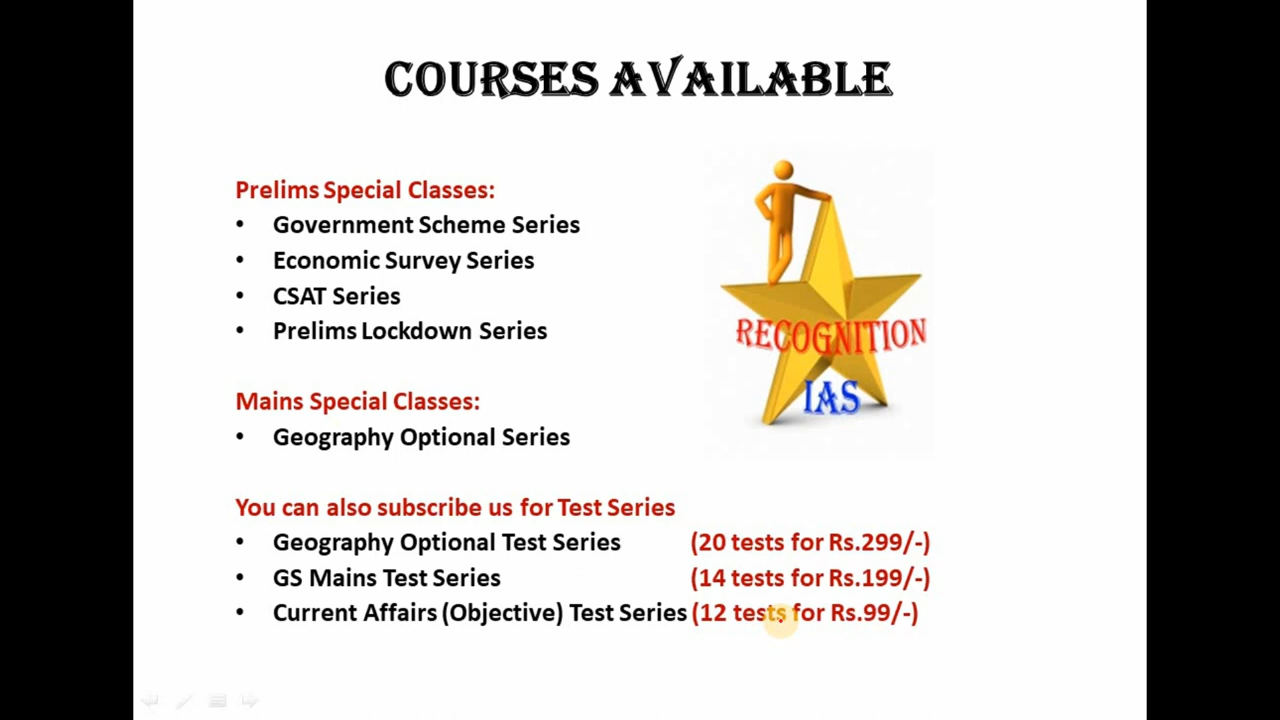 COURSES AVAILABLE
Prelims Special Classes:
• Government Scheme Series
• Economic Survey Series
• CSAT Series
• Prelims Lockdown Series
RECOGNITION
IAS
Mains Special Classes:
• Geography Optional Series
You can also subscribe us for Test Series
• Geography Optional Test Series (20 tests for Rs.299/-)
• GS Mains Test Series (14 tests for Rs.199/-)
• Current Affairs (Objective) Test Series (12 tests for Rs.99/-)